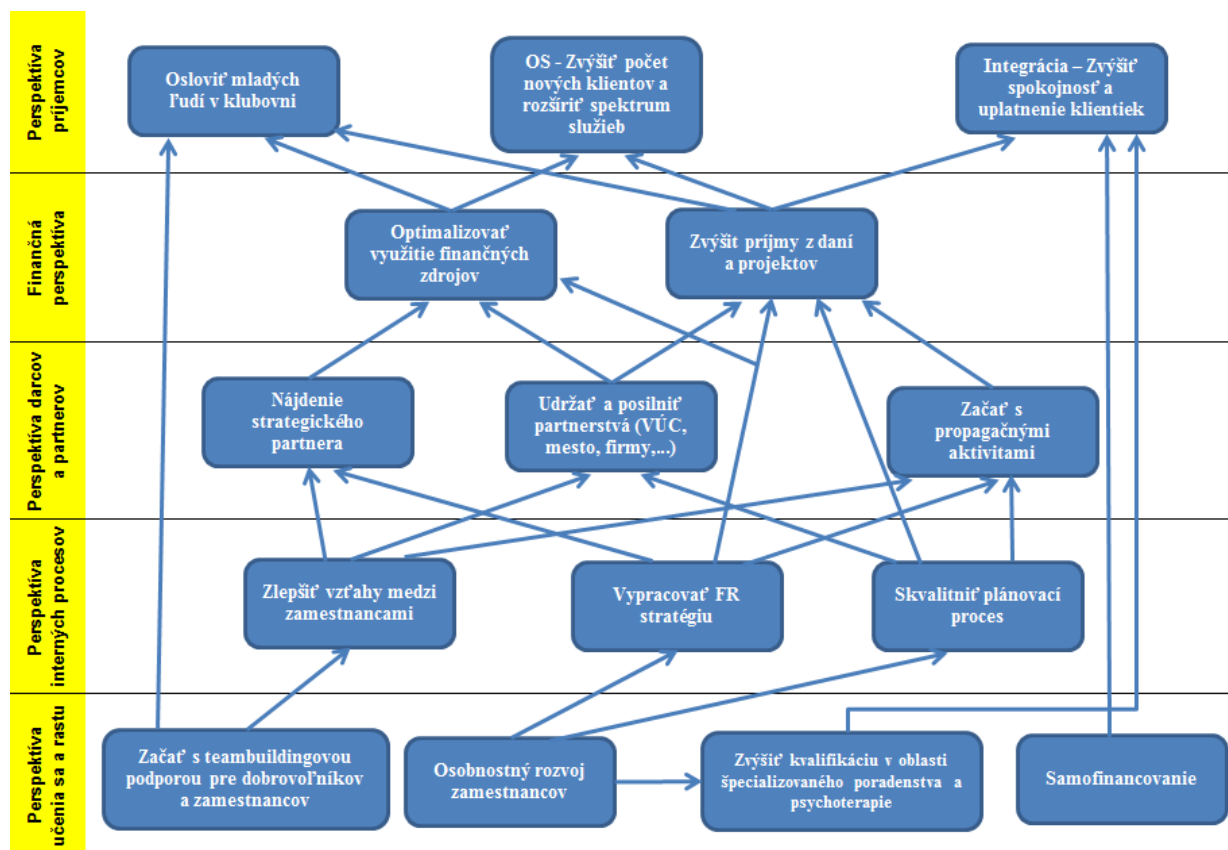 Perspektíva
príjemcov
Osloviť mladých
ľudí v klubovni
OS - Zvýšiť počet
nových klientov a
rozšíriť spektrum
služieb
Integrácia – Zvýšiť
spokojnosť a
uplatnenie klientiek
Finančná
perspektíva
Optimalizovať
využitie finančných
zdrojov
Zvýšit príjmy z daní
a projektov
Perspektíva darcov
a partnerov
Nájdenie
strategického
partnera
Udržať a posilniť
partnerstvá (VÚC,
mesto, firmy,...)
Začať s
propagačnými
aktivitami
Perspektíva
interných procesov
Zlepšiť vzťahy medzi
zamestnancami
Vypracovať FR
stratégiu
Skvalitniť plánovací
proces
Perspektíva
učenia sa a rastu
Začať s teambuildingovou
podporou pre dobrovoľníkov
a zamestnancov
Osobnostný rozvoj
zamestnancov
Zvýšiť kvalifikáciu v oblasti
špecializovaného poradenstva a
psychoterapie
Samofinancovanie